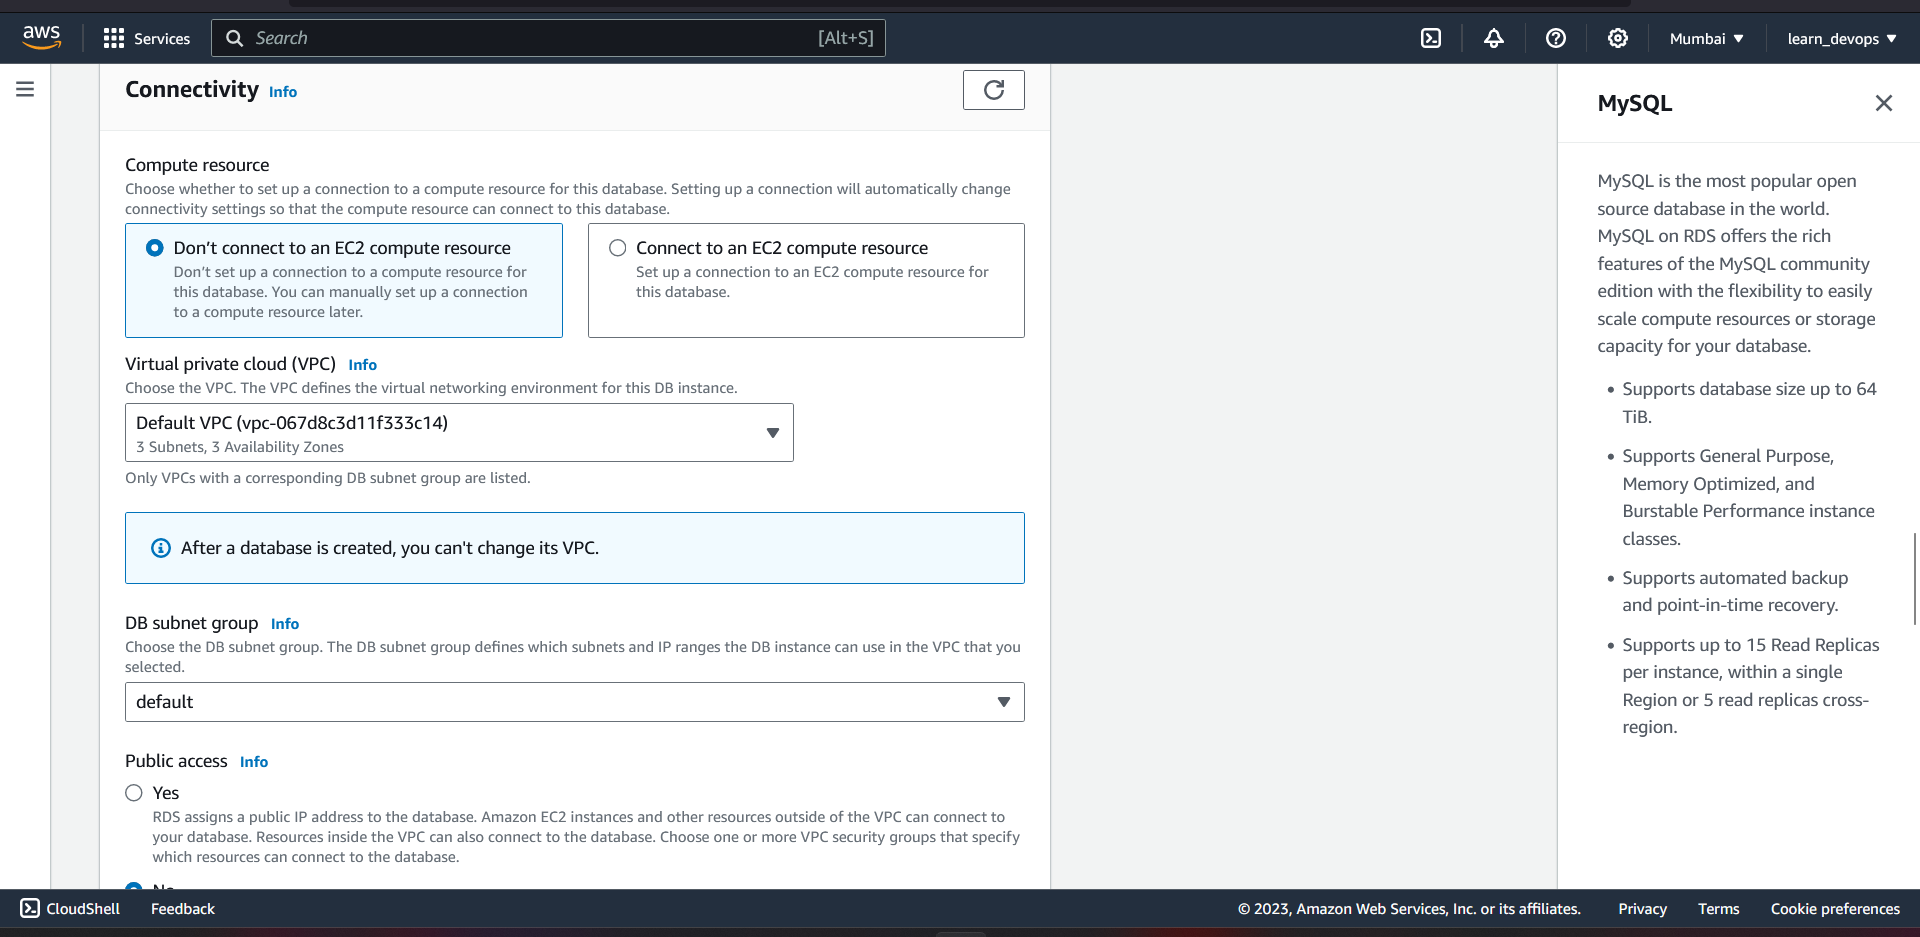 aws
Services
Search
[Alt+S]
Mumbai
learn_devops
Connectivity Info
Compute resource
Choose whether to set up a connection to a compute resource for this database. Setting up a connection will automatically change
connectivity settings so that the compute resource can connect to this database.
Don't connect to an EC2 compute resource
Don't set up a connection to a compute resource for
this database. You can manually set up a connection
to a compute resource later.
Connect to an EC2 compute resource
Set up a connection to an EC2 compute resource for
this database.
Virtual private cloud (VPC) Info
Choose the VPC. The VPC defines the virtual networking environment for this DB instance.
Default VPC (vpc-067d8c3d11f333c14)
3 Subnets, 3 Availability Zones
Only VPCs with a corresponding DB subnet group are listed.
After a database is created, you can't change its VPC.
DB subnet group Info
Choose the DB subnet group. The DB subnet group defines which subnets and IP ranges the DB instance can use in the VPC that you
selected.
default
Public access Info
Yes
RDS assigns a public IP address to the database. Amazon EC2 instances and other resources outside of the VPC can connect to
your database. Resources inside the VPC can also connect to the database. Choose one or more VPC security groups that specify
which resources can connect to the database.
No
MySQL
MySQL is the most popular open
source database in the world.
MySQL on RDS offers the rich
features of the MySQL community
edition with the flexibility to easily
scale compute resources or storage
capacity for your database.
• Supports database size up to 64
TiB.
• Supports General Purpose,
Memory Optimized, and
Burstable Performance instance
classes.
• Supports automated backup
and point-in-time recovery.
• Supports up to 15 Read Replicas
per instance, within a single
Region or 5 read replicas cross-
region.
CloudShell
Feedback
© 2023, Amazon Web Services, Inc. or its affiliates.
Privacy
Terms
Cookie preferences